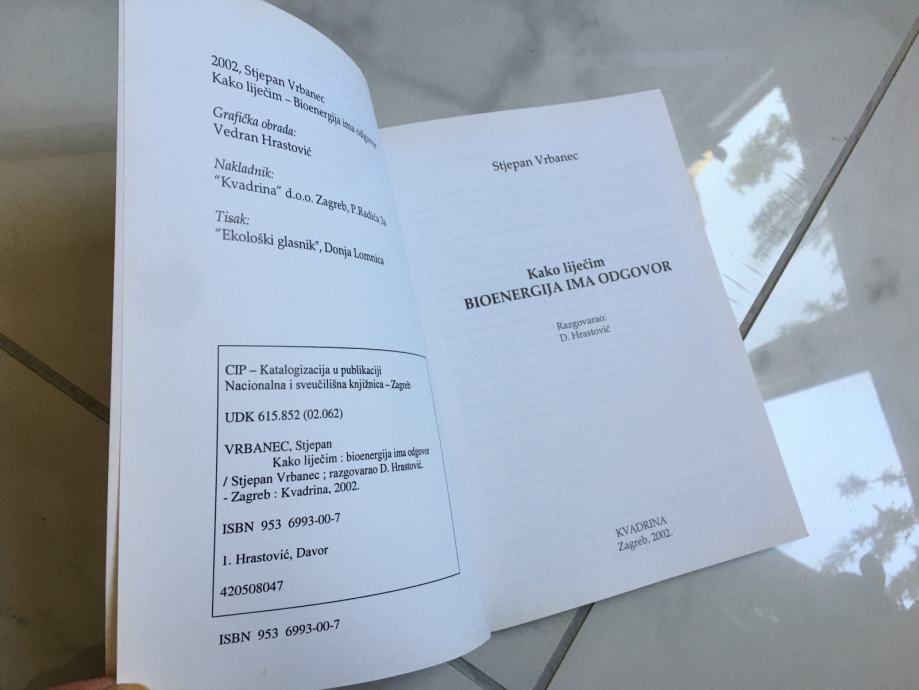 2002, Stjepan Vrbanec
Kako liječim – Bioenergija ima odgovor
Grafička obrada:
Vedran Hrastović
Nakladnik:
“Kvadrina” d.o.o. Zagreb, P.Radića 3a
Tisak:
“Ekološki glasnik", Donja Lomnica
CIP – Katalogizacija u publikaciji
Nacionalna i sveučilišna knjižnica – Zagreb
UDK 615.852 (02.062)
VRBANEC, Stjepan
Kako liječim : bioenergija ima odgovor
/ Stjepan Vrbanec ; razgovarao D. Hrastović.
- Zagreb : Kvadrina, 2002.
ISBN 953 6993-00-7
1. Hrastović, Davor
420508047
ISBN 953 6993-00-7
Stjepan Vrbanec
Kako liječim
BIOENERGIJA IMA ODGOVOR
Razgovarao:
D. Hrastović
KVADRINA
Zagreb, 2002.